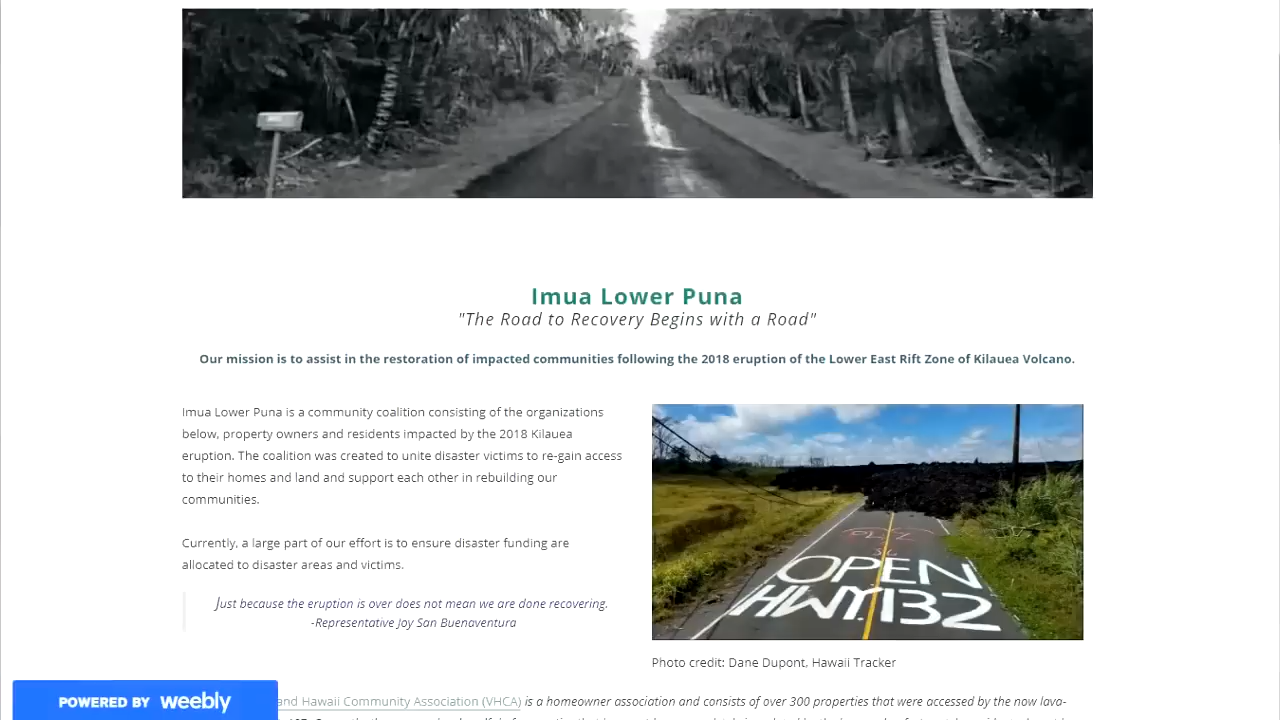 Imua Lower Puna
"The Road to Recovery Begins with a Road"
Our mission is to assist in the restoration of impacted communities following the 2018 eruption of the Lower East Rift Zone of Kilauea Volcano.
Imua Lower Puna is a community coalition consisting of the organizations
below, property owners and residents impacted by the 2018 Kilauea
eruption. The coalition was created to unite disaster victims to re-gain access
to their homes and land and support each other in rebuilding our
communities.
Currently, a large part of our effort is to ensure disaster funding are
allocated to disaster areas and victims.
Just because the eruption is over does not mean we are done recovering.
-Representative Joy San Buenaventura
OPEN
HWY.132
Photo credit: Dane Dupont, Hawaii Tracker
and Hawaii Community Association (VHCA) is a homeowner association and consists of over 300 properties that were accessed by the now lava-
POWERED BY weebly